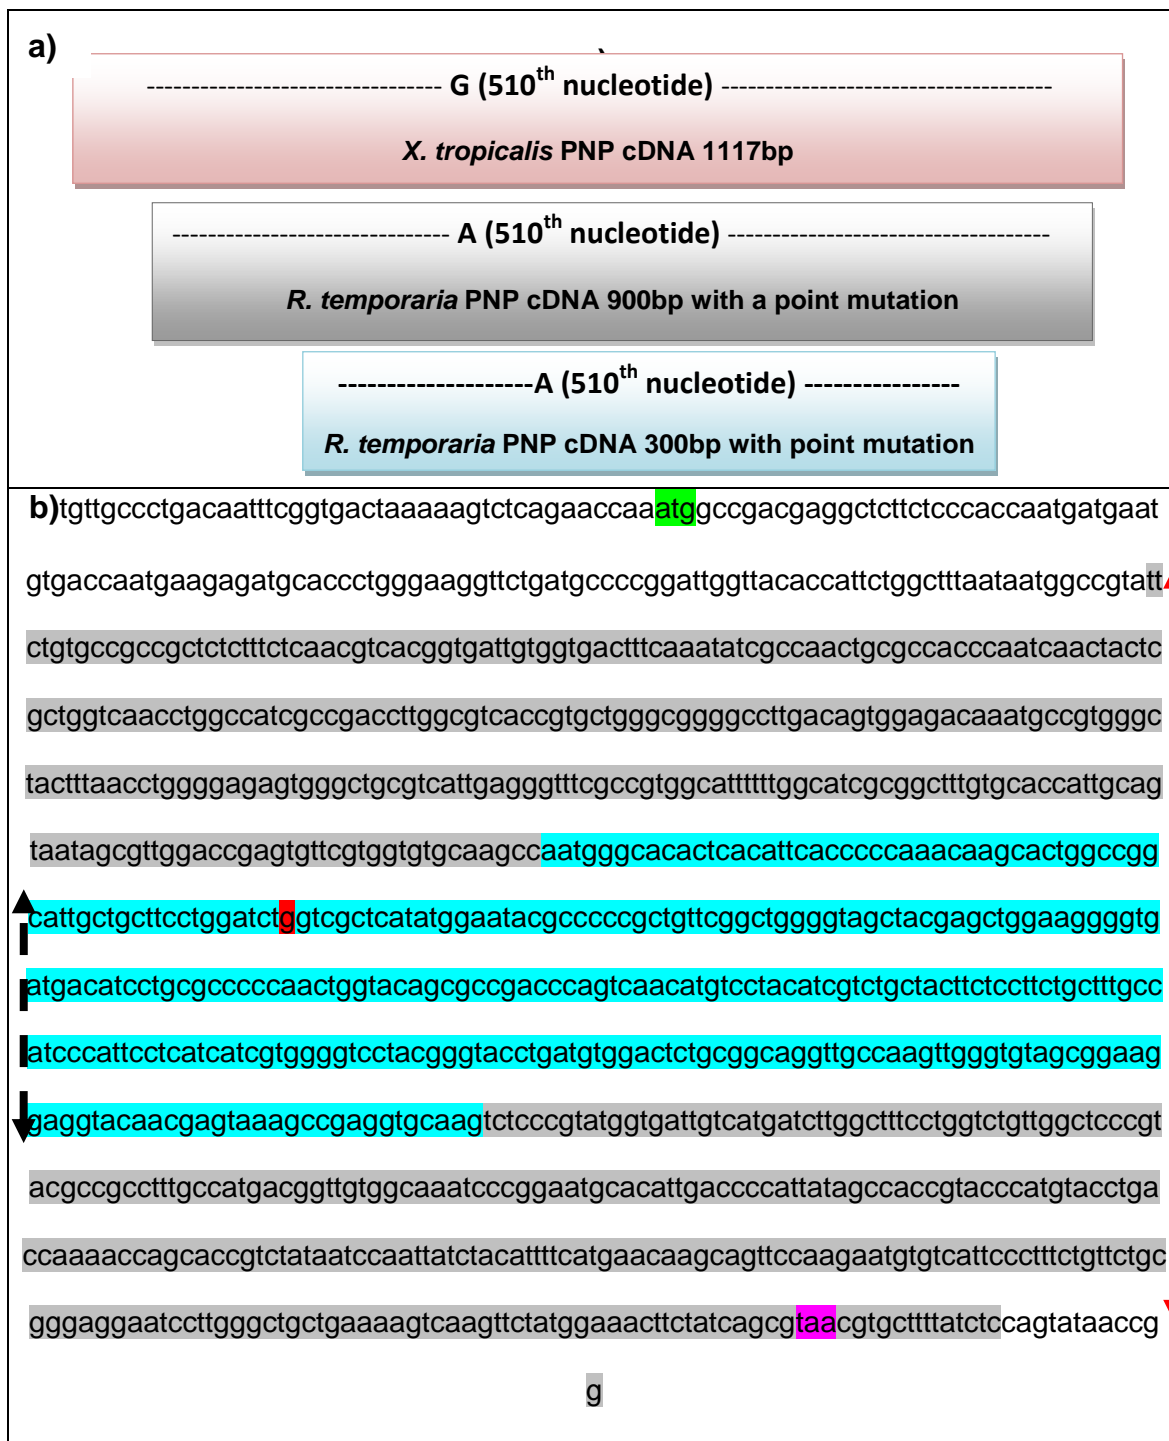 a)
--------------------------------- G (510th nucleotide) -------------------------------------
X. tropicalis PNP cDNA 1117bp
------------------------------- A (510th nucleotide) ------------------------------------
R. temporaria PNP cDNA 900bp with a point mutation
--------------------A (510th nucleotide) ----------------
R. temporaria PNP cDNA 300bp with point mutation
b)tgttgccctgacaatttcggtgactaaaaagtctcagaaccaaatggccgacgaggctcttctcccaccaatgatgaat
gtgaccaatgaagagatgcaccctgggaaggttctgatgccccggattggttacaccattctggctttaataatggccgtatt
ctgtgccgccgctctctttctcaacgtcacggtgattgtggtgactttcaaatatcgccaactgcgccacccaatcaactactc
gctggtcaacctggccatcgccgaccttggcgtcaccgtgctgggcggggccttgacagtggagacaaatgccgtgggc
tactttaacctggggagagtgggctgcgtcattgagggtttcgccgtggcattttttggcatcgcggctttgtgcaccattgcag
taatagcgttggaccgagtgttcgtggtgtgcaagccaatgggcacactcacattcacccccaaacaagcactggccgg
cattgctgcttcctggatctggtcgctcatatggaatacgcccccgctgttcggctggggtagctacgagctggaaggggtg
atgacatcctgcgcccccaactggtacagcgccgacccagtcaacatgtcctacatcgtctgctacttctccttctgctttgcc
atcccattcctcatcatcgtggggtcctacgggtacctgatgtggactctgcggcaggttgccaagttgggtgtagcggaag
gaggtacaacgagtaaagccgaggtgcaagtctcccgtatggtgattgtcatgatcttggctttcctggtctgttggctcccgt
acgccgcctttgccatgacggttgtggcaaatcccggaatgcacattgaccccattatagccaccgtacccatgtacctga
ccaaaaccagcaccgtctataatccaattatctacattttcatgaacaagcagttccaagaatgtgtcattccctttctgttctgc
gggaggaatccttgggctgctgaaaagtcaagttctatggaaacttctatcagcgtaacgtgcttttatctccagtataaccg
g